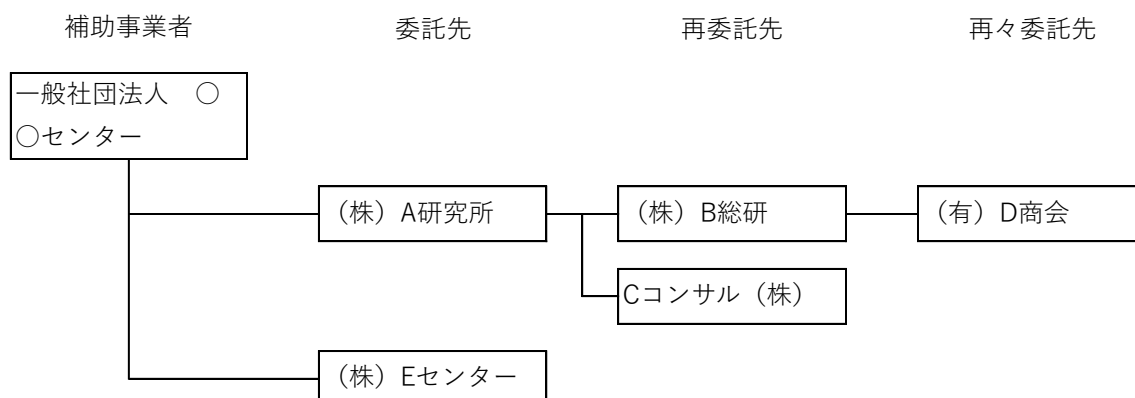 補助事業者 委託先 再委託先 再々委託先
一般社団法人　○
○センター
（株）A研究所
（株）B総研
（有）D商会
Cコンサル（株）
（株）Eセンター